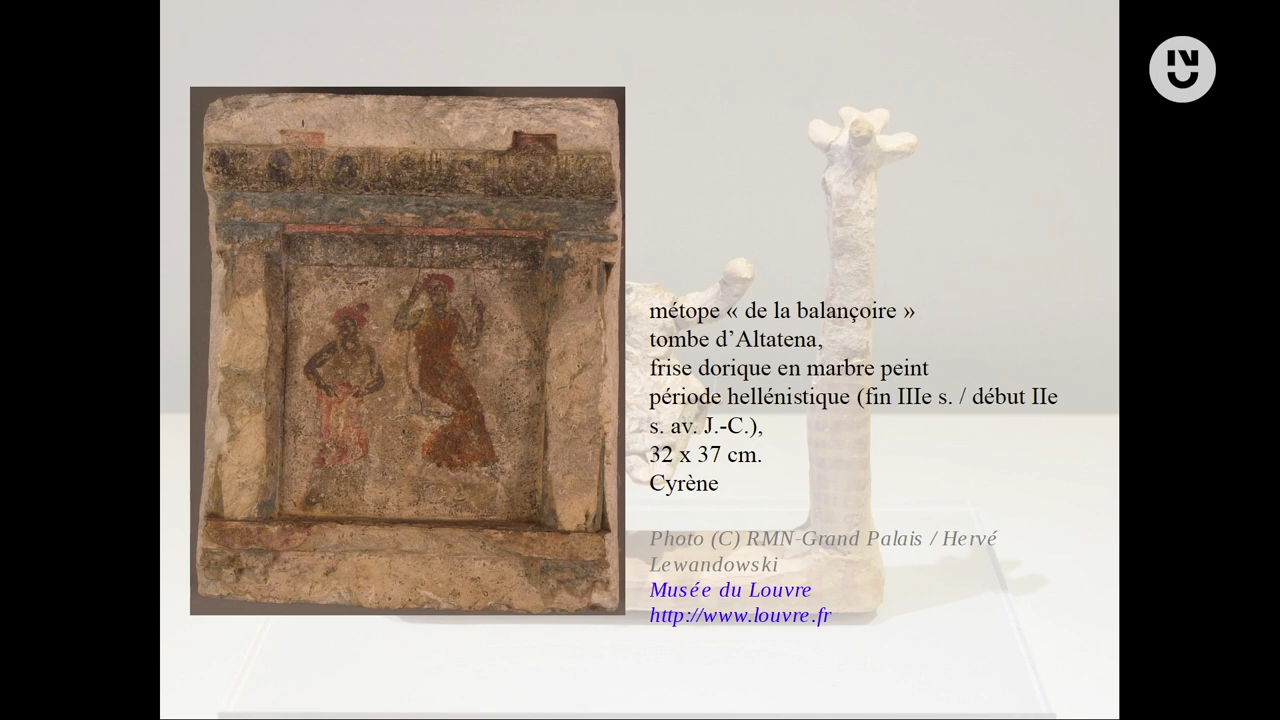 métope « de la balançoire »
tombe d’Altatena,
frise dorique en marbre peint
période hellénistique (fin IIIe s. / début IIe
s. av. J.-C.),
32 x 37 cm.
Cyrène
Photo (C) RMN-Grand Palais / Hervé
Lewandowski
Musée du Louvre
http://www.louvre.fr